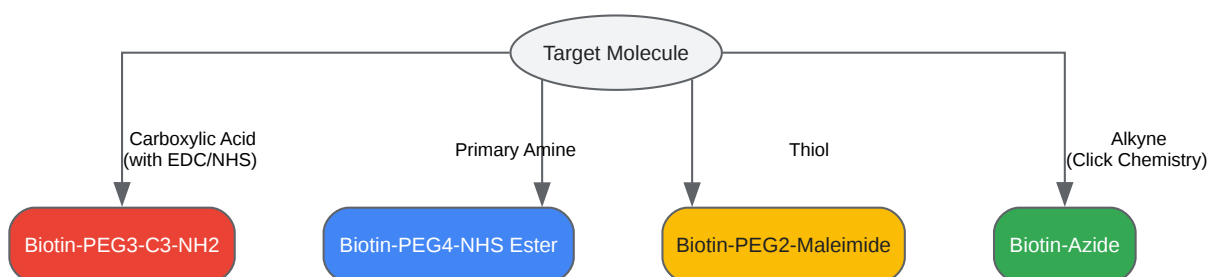 Target Molecule
Carboxylic Acid
(with EDC/NHS)
Primary Amine
Thiol
Alkyne
(Click Chemistry)
Biotin-PEG3-C3-NH2
Biotin-PEG4-NHS Ester
Biotin-PEG2-Maleimide
Biotin-Azide